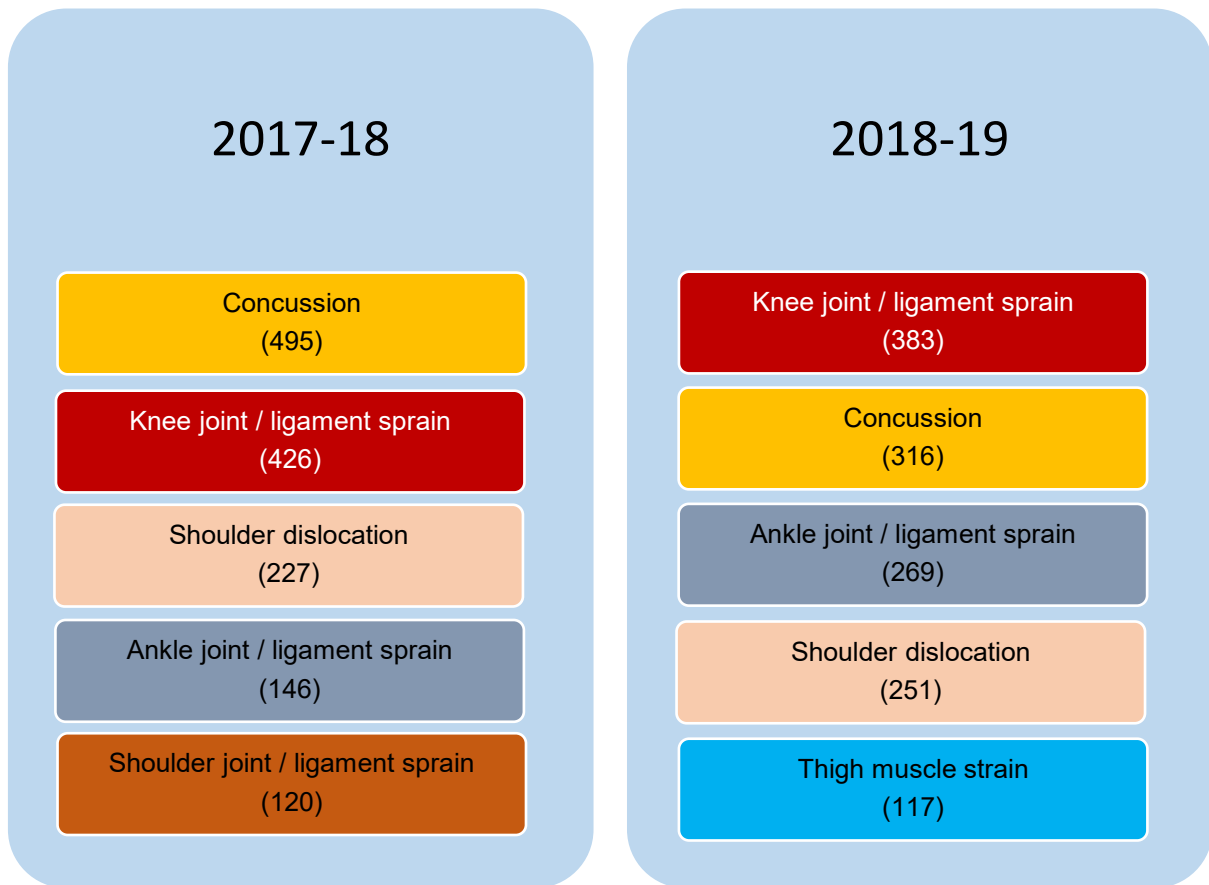 2017-18
Concussion
(495)
Knee joint / ligament sprain
(426)
Shoulder dislocation
(227)
Ankle joint / ligament sprain
(146)
Shoulder joint / ligament sprain
(120)
2018-19
Knee joint / ligament sprain
(383)
Concussion
(316)
Ankle joint / ligament sprain
(269)
Shoulder dislocation
(251)
Thigh muscle strain
(117)